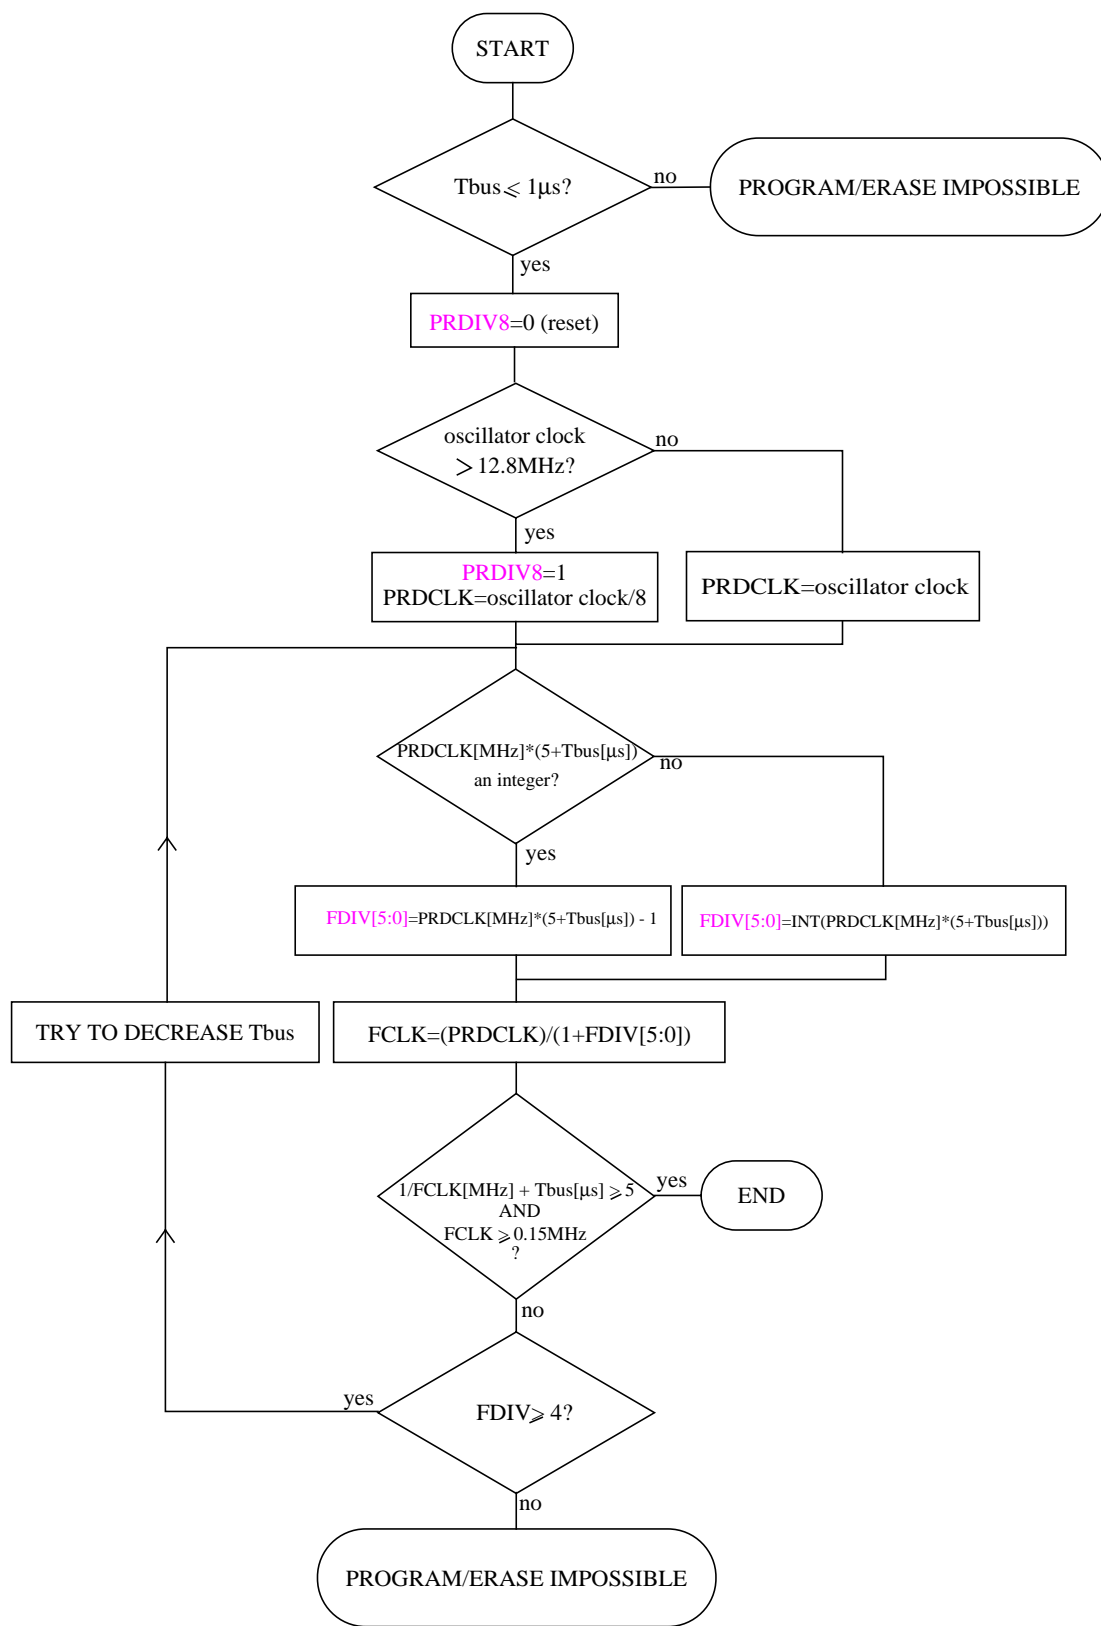 START
Tbus ⩽ 1μs?
no
PROGRAM/ERASE IMPOSSIBLE
yes
PRDIV8=0 (reset)
oscillator clock
> 12.8MHz?
no
yes
PRDIV8=1
PRDCLK=oscillator clock/8
PRDCLK=oscillator clock
PRDCLK[MHz]*(5+Tbus[μs])
an integer?
no
yes
FDIV[5:0]=PRDCLK[MHz]*(5+Tbus[μs]) - 1
FDIV[5:0]=INT(PRDCLK[MHz]*(5+Tbus[μs]))
TRY TO DECREASE Tbus
FCLK=(PRDCLK)/(1+FDIV[5:0])
1/FCLK[MHz] + Tbus[μs] ⩾ 5
AND
FCLK ⩾ 0.15MHz
?
yes
END
no
yes
FDIV ⩾ 4?
no
PROGRAM/ERASE IMPOSSIBLE